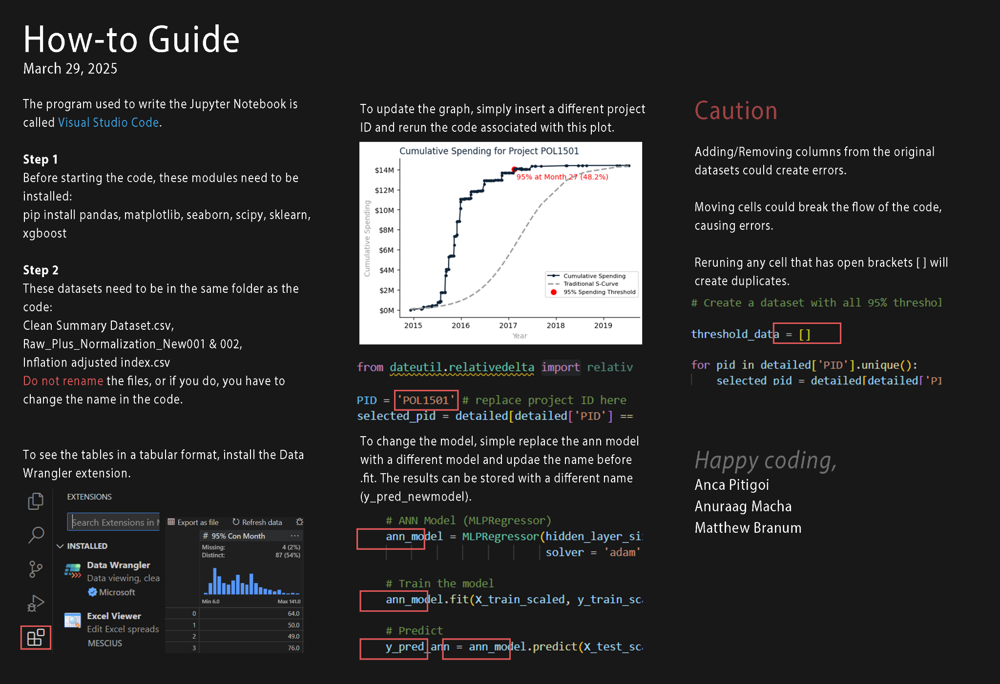 How-to Guide
March 29, 2025
The program used to write the Jupyter Notebook is
called Visual Studio Code.
Step 1
Before starting the code, these modules need to be
installed:
pip install pandas, matplotlib, seaborn, scipy, sklearn,
xgboost
Step 2
These datasets need to be in the same folder as the
code:
Clean Summary Dataset.csv,
Raw_Plus_Normalization_New001 & 002,
Inflation adjusted index.csv
Do not rename the files, or if you do, you have to
change the name in the code.
To see the tables in a tabular format, install the Data
Wrangler extension.
EXTENSIONS
Search Extensions in
INSTALLED
Data Wrangler
Data viewing, clea
Microsoft
Excel Viewer
Edit Excel spreads
MESCIUS
Export as file Refresh data
# 95% Con Month ...
Missing: 4 (2%)
Distinct: 87 (54%)
Min 6.0 Max 141.0
0 64.0
1 50.0
2 49.0
3 76.0
To update the graph, simply insert a different project
ID and rerun the code associated with this plot.
Cumulative Spending for Project POL1501
$14M
$12M
$10M
$8M
$6M
$4M
$2M
$0M
Cumulative Spending
95% at Month 27 (48.2%)
Cumulative Spending
Traditional S-Curve
95% Spending Threshold
2015 2016 2017 2018 2019
Year
from dateutil.relativedelta import relativ
PID = 'POL1501' # replace project ID here
selected_pid = detailed[detailed['PID'] ==
To change the model, simple replace the ann model
with a different model and updae the name before
.fit. The results can be stored with a different name
(y_pred_newmodel).
# ANN Model (MLPRegressor)
ann_model = MLPRegressor(hidden_layer_si
solver = 'adam'
# Train the model
ann_model.fit(X_train_scaled, y_train_sc
# Predict
y_pred_ann = ann_model.predict(X_test_sc
Caution
Adding/Removing columns from the original
datasets could create errors.
Moving cells could break the flow of the code,
causing errors.
Reruning any cell that has open brackets [ ] will
create duplicates.
# Create a dataset with all 95% threshol
threshold_data = []
for pid in detailed['PID'].unique():
selected_pid = detailed[detailed['PI
Happy coding,
Anca Pitigoi
Anuraag Macha
Matthew Branum